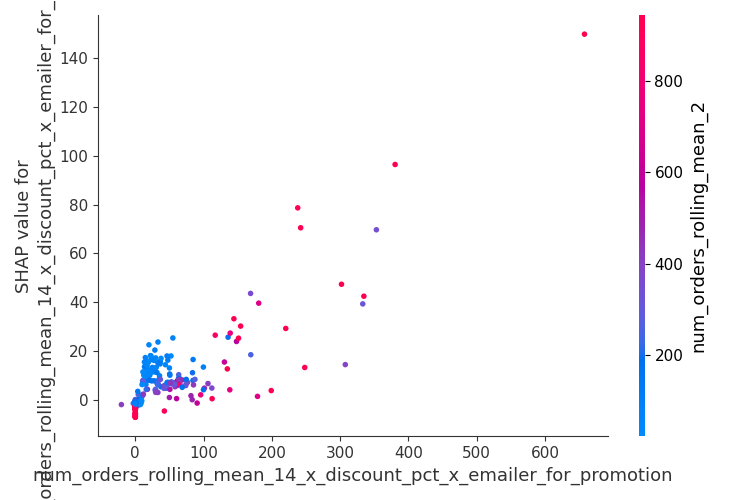 SHAP value for
orders_rolling_mean_14_x_discount_pct_x_emailer_for_
140
120
100
80
60
40
20
0
0 100 200 300 400 500 600
num_orders_rolling_mean_14_x_discount_pct_x_emailer_for_promotion
800
600
400
200
num_orders_rolling_mean_2